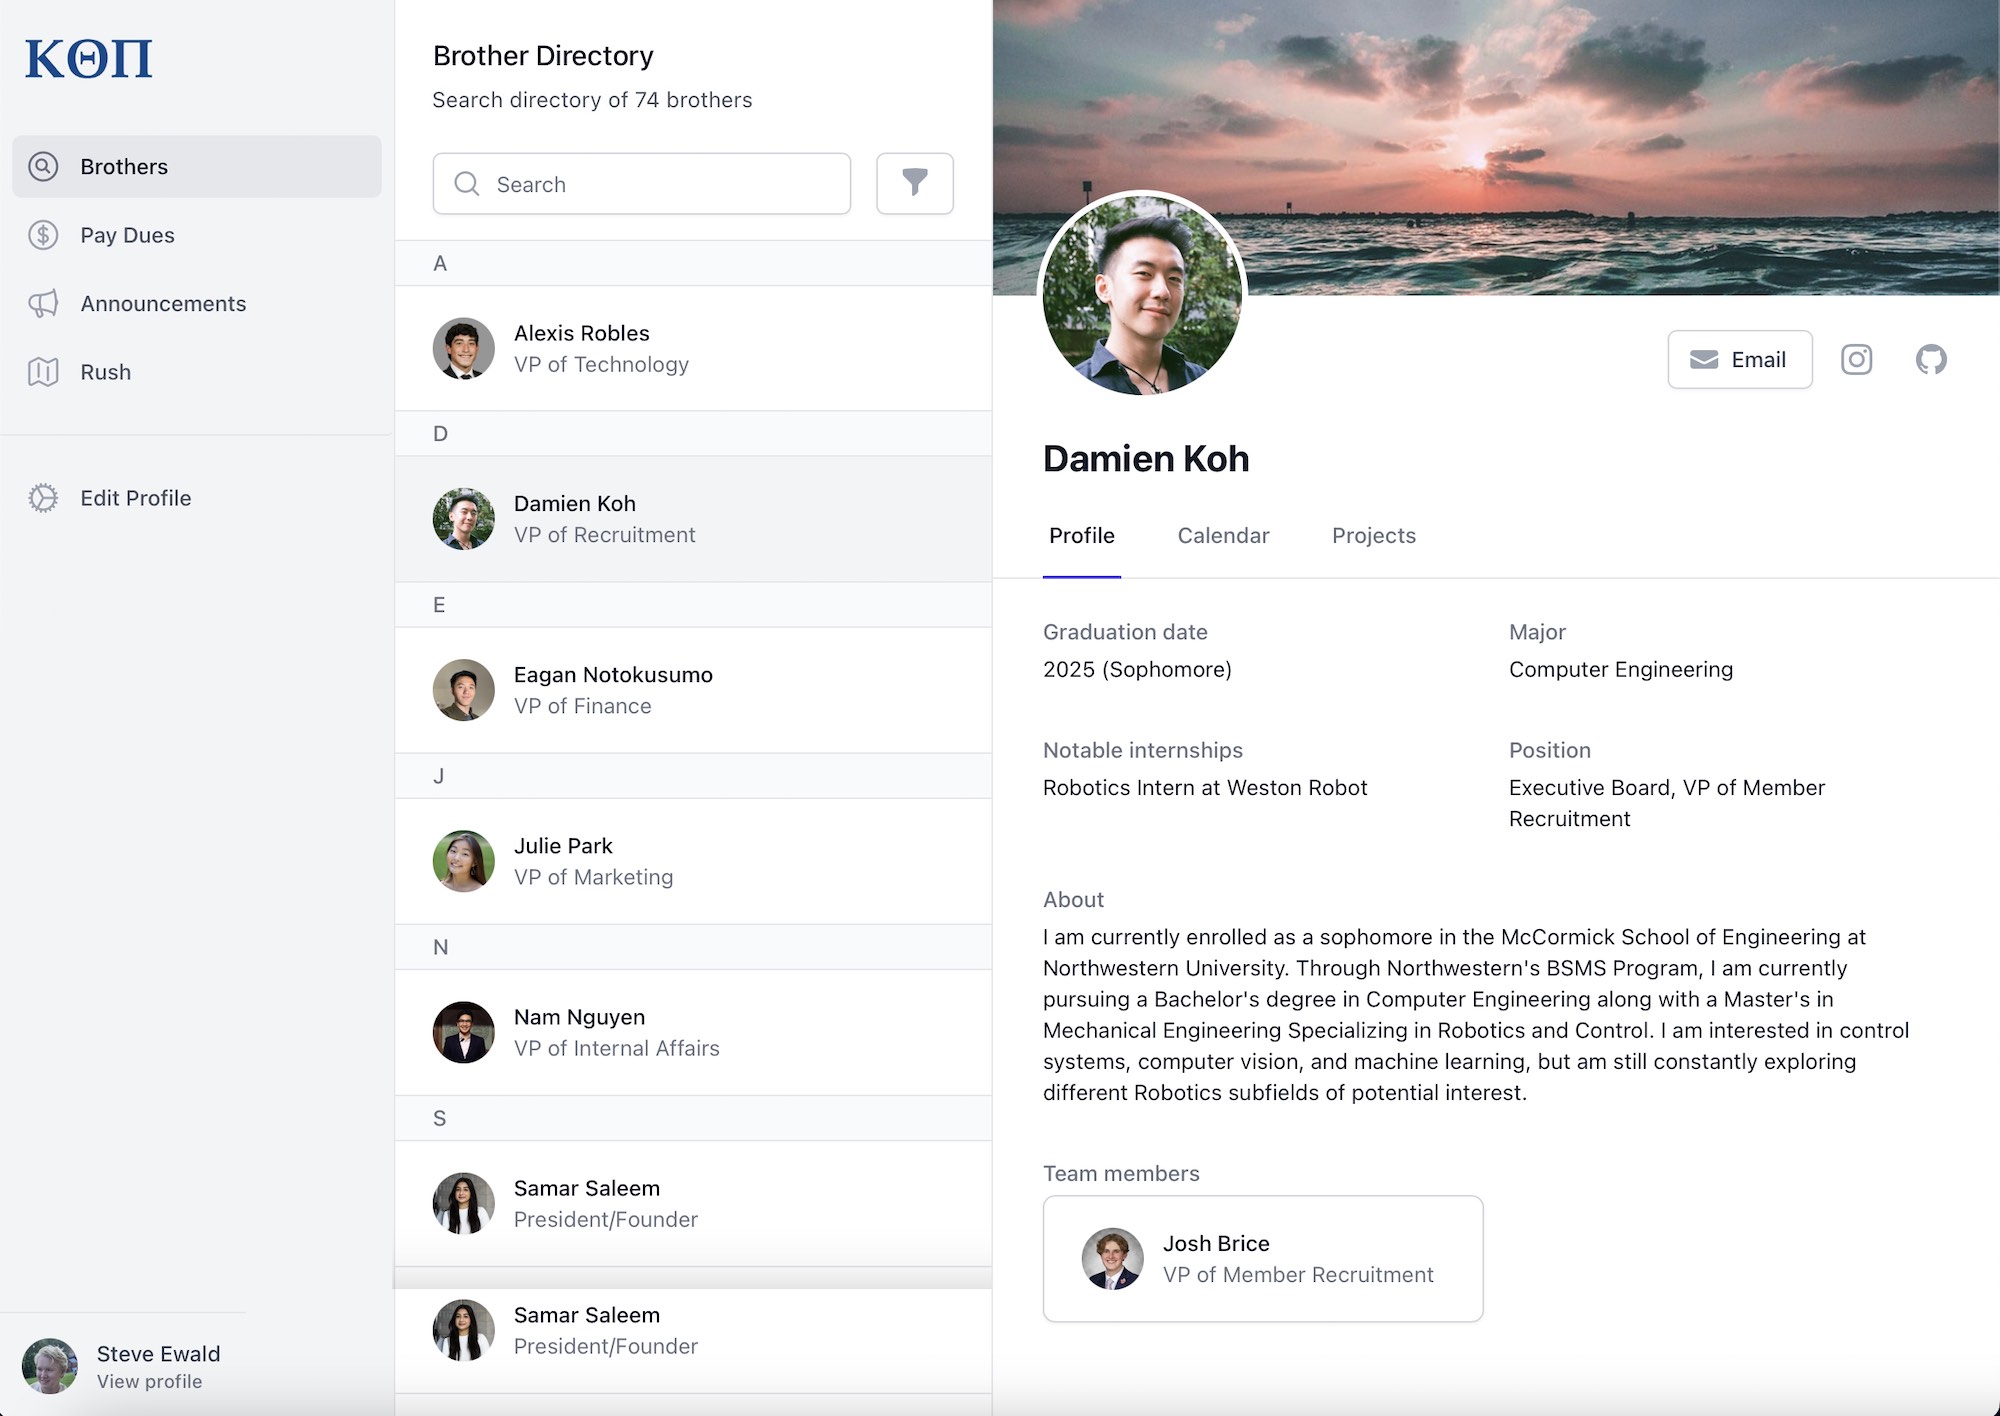 ΚΘΠ
Brothers
Pay Dues
Announcements
Rush
Edit Profile
Steve Ewald
View profile
Brother Directory
Search directory of 74 brothers
Search
A
Alexis Robles
VP of Technology
D
Damien Koh
VP of Recruitment
E
Eagan Notokusumo
VP of Finance
J
Julie Park
VP of Marketing
N
Nam Nguyen
VP of Internal Affairs
S
Samar Saleem
President/Founder
Samar Saleem
President/Founder
Email
Damien Koh
Profile
Calendar
Projects
Graduation date
2025 (Sophomore)
Major
Computer Engineering
Notable internships
Robotics Intern at Weston Robot
Position
Executive Board, VP of Member
Recruitment
About
I am currently enrolled as a sophomore in the McCormick School of Engineering at
Northwestern University. Through Northwestern's BSMS Program, I am currently
pursuing a Bachelor's degree in Computer Engineering along with a Master's in
Mechanical Engineering Specializing in Robotics and Control. I am interested in control
systems, computer vision, and machine learning, but am still constantly exploring
different Robotics subfields of potential interest.
Team members
Josh Brice
VP of Member Recruitment